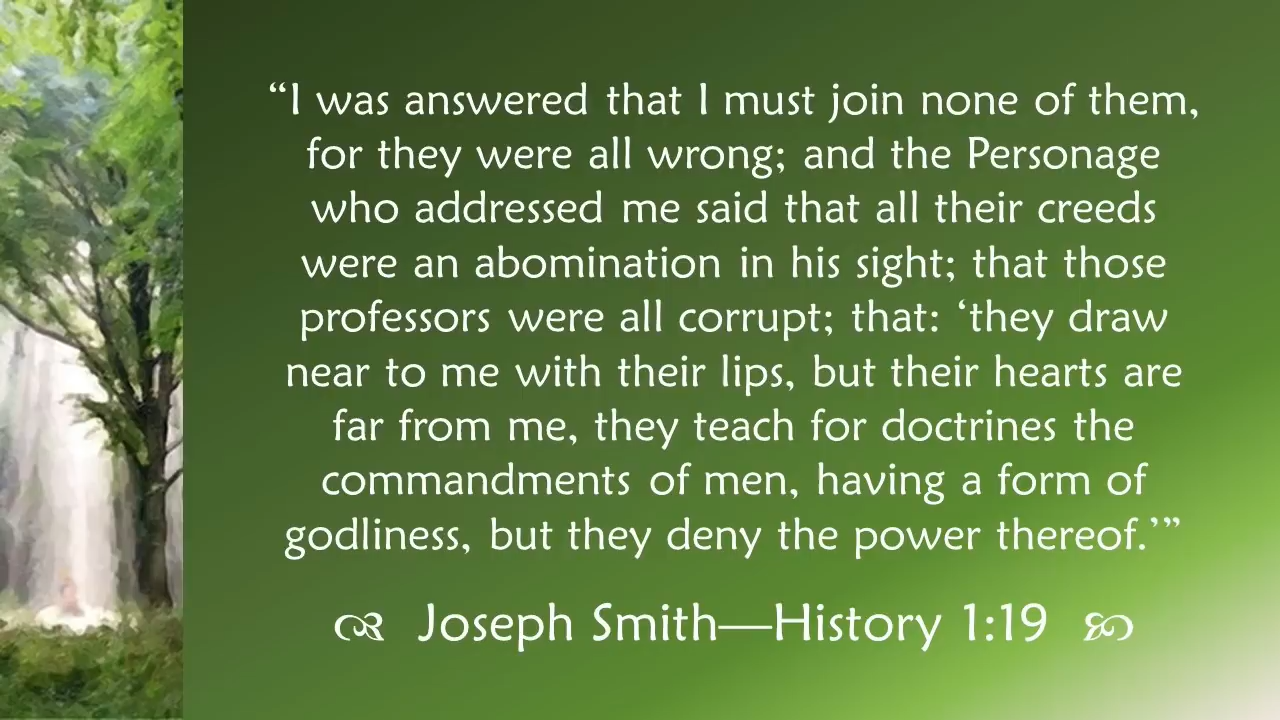 “I was answered that I must join none of them,
for they were all wrong; and the Personage
who addressed me said that all their creeds
were an abomination in his sight; that those
professors were all corrupt; that: ‘they draw
near to me with their lips, but their hearts are
far from me, they teach for doctrines the
commandments of men, having a form of
godliness, but they deny the power thereof.’”
Joseph Smith—History 1:19